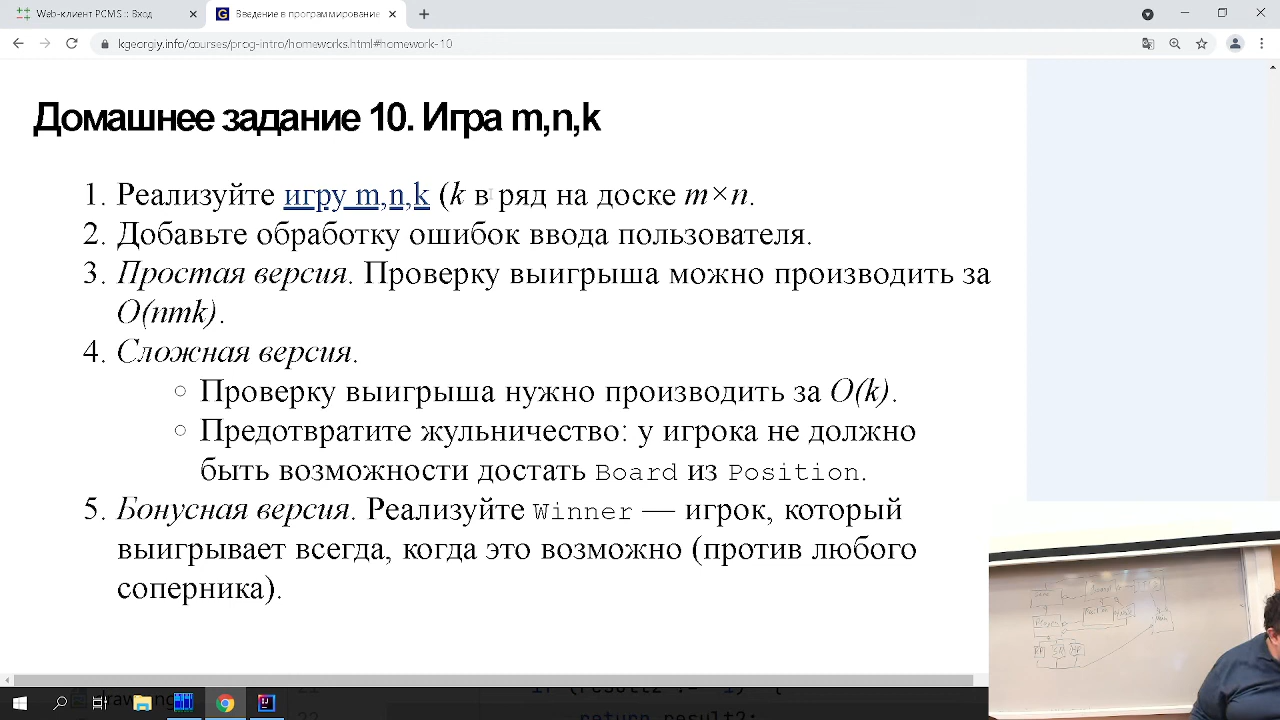 Web-клиент PCMS :: Вход
Введение в программирование
kgeorgiy.info/courses/prog-intro/homeworks.html#homework-10
Домашнее задание 10. Игра m,n,k
1. Реализуйте игру m,n,k (k в ряд на доске m×n.
2. Добавьте обработку ошибок ввода пользователя.
3. Простая версия. Проверку выигрыша можно производить за
O(nmk).
4. Сложная версия.
Проверку выигрыша нужно производить за O(k).
Предотвратите жульничество: у игрока не должно
быть возможности достать Board из Position.
5. Бонусная версия. Реализуйте Winner — игрок, который
выигрывает всегда, когда это возможно (против любого
соперника).